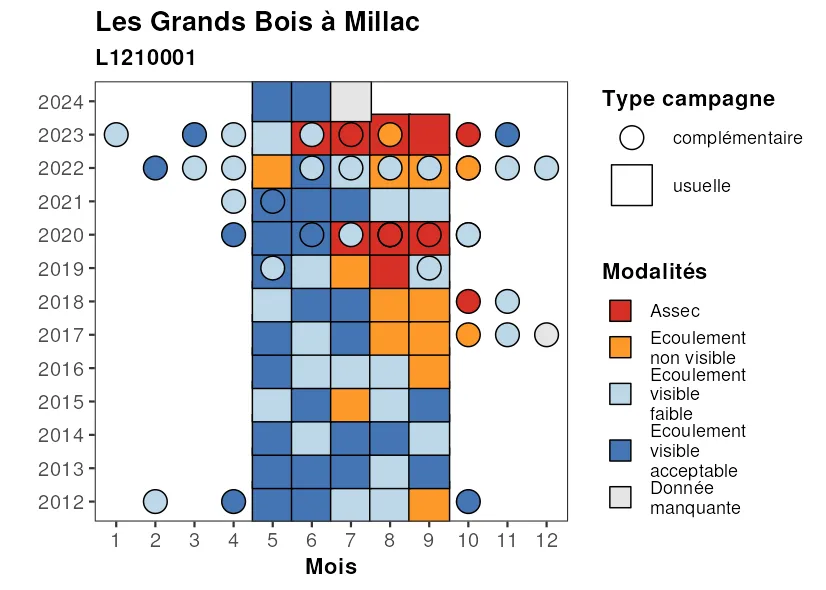 Les Grands Bois à Millac
L1210001
2024
2023
2022
2021
2020
2019
2018
2017
2016
2015
2014
2013
2012
1 2 3 4 5 6 7 8 9 10 11 12
Mois
Type campagne
complémentaire
usuelle
Modalités
Assec
Ecoulement
non visible
Ecoulement
visible
faible
Ecoulement
visible
acceptable
Donnée
manquante